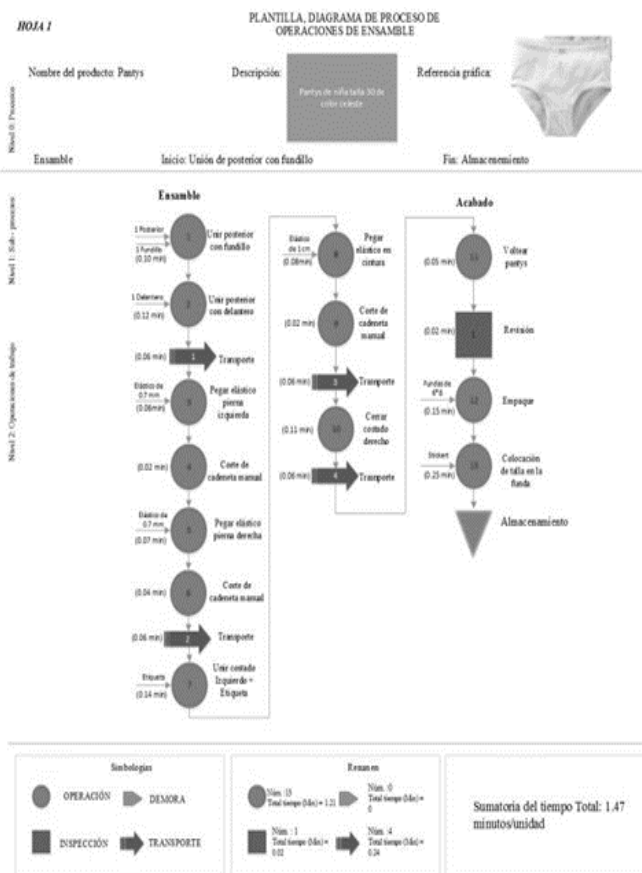 HOJA 1
PLANTILLA, DIAGRAMA DE PROCESO DE
OPERACIONES DE ENSAMBLE
Nombre del producto: Pantys
Descripción:
Pantys de niña talla 30 de
color celeste
Referencia gráfica:
Nivel 0: Procesos
Ensamble
Inicio: Unión de posterior con fundillo
Fin: Almacenemiento
Nivel 1: Sub- procesos
Nivel 2: Operaciones de trabajo
Ensamble
1 Posterior
1 Fundillo
(0.10 min)
1
Unir posterior
con fundillo
1 Delantero
(0.12 min)
2
Unir posterior
con delantero
(0.06 min)
1
Transporte
Elástico de
0.7 mm
(0.06min)
3
Pegar elástico
pierna
izquierda
(0.02 min)
4
Corte de
cadeneta manual
Elástico de
0.7 mm
(0.07 min)
5
Pegar elástico
pierna derecha
(0.04 min)
6
Corte de
cadeneta manual
(0.06 min)
2
Transporte
Etiqueta
(0.14 min)
7
Unir costado
Izquierdo +
Etiqueta
Elástico
de 1cm
(0.08min)
8
Pegar
elástico en
cintura
(0.02 min)
9
Corte de
cadeneta
manual
(0.06 min)
3
Transporte
(0.11 min)
10
Cerrar
costado
derecho
(0.06 min)
4
Transporte
Acabado
(0.05 min)
11
Voltear
pantys
(0.02 min)
1
Revisión
Fundas de
6*8
(0.15 min)
12
Empaque
Stickers
(0.25 min)
13
Colocación
de talla en la
funda
Almacenamiento
Simbologías
OPERACIÓN
DEMORA
INSPECCIÓN
TRANSPORTE
Resumen
Núm. :13
Total tiempo (Min) = 1.21
Núm. :0
Total tiempo (Min) =
0
Núm. : 1
Total tiempo (Min) =
0.02
Núm. :4
Total tiempo (Min) =
0.24
Sumatoria del tiempo Total: 1.47
minutos/unidad